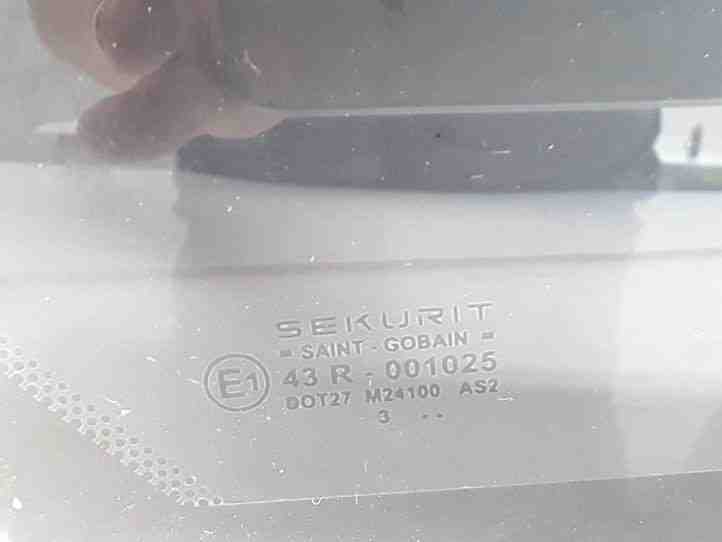 SEKURIT
SAINT - GOBAIN
E1 43 R - 001025
DOT27 M24100 AS2
3 ..